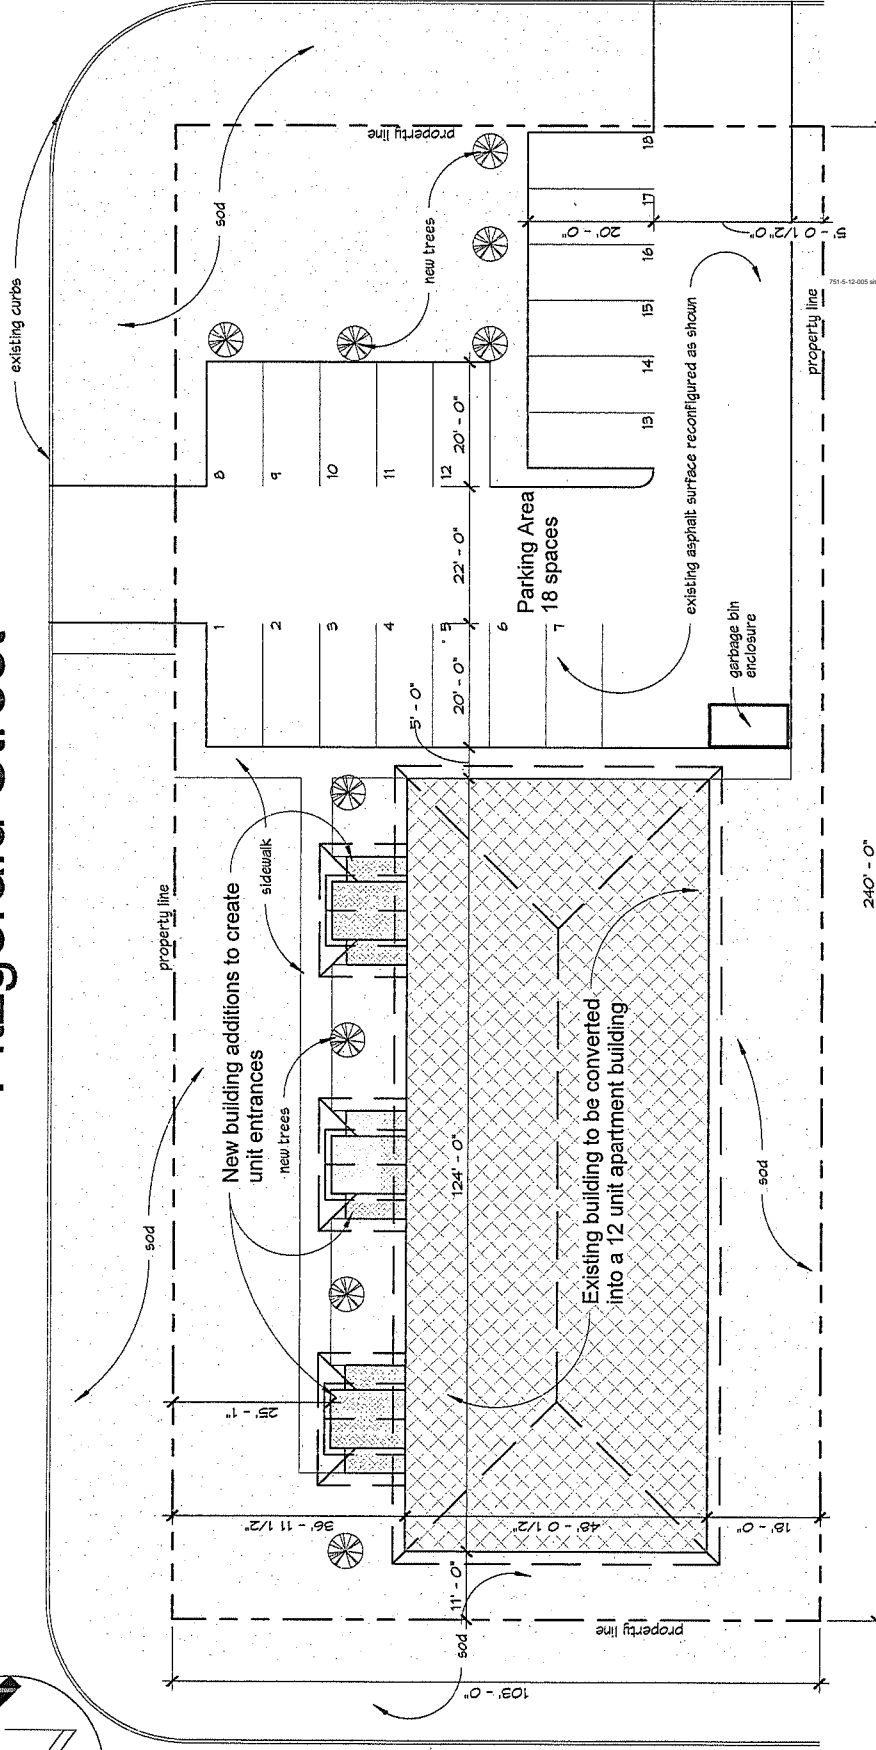 existing curbs
sod
property line
new trees
18
17
16
15
14
13
20' - 0"
5' - 0 1/2"
751-5-12-005
property line
existing asphalt surface reconfigured as shown
8
9
10
11
12
20' - 0"
22' - 0"
Parking Area
18 spaces
1
2
3
4
5
6
7
20' - 0"
5' - 0"
garbage bin
enclosure
property line
sidewalk
New building additions to create
unit entrances
new trees
sod
25' - 1"
36' - 11 1/2"
124' - 0"
Existing building to be converted
into a 12 unit apartment building
48' - 0 1/2"
18' - 0"
11' - 0"
sod
sod
property line
103' - 0"
240' - 0"